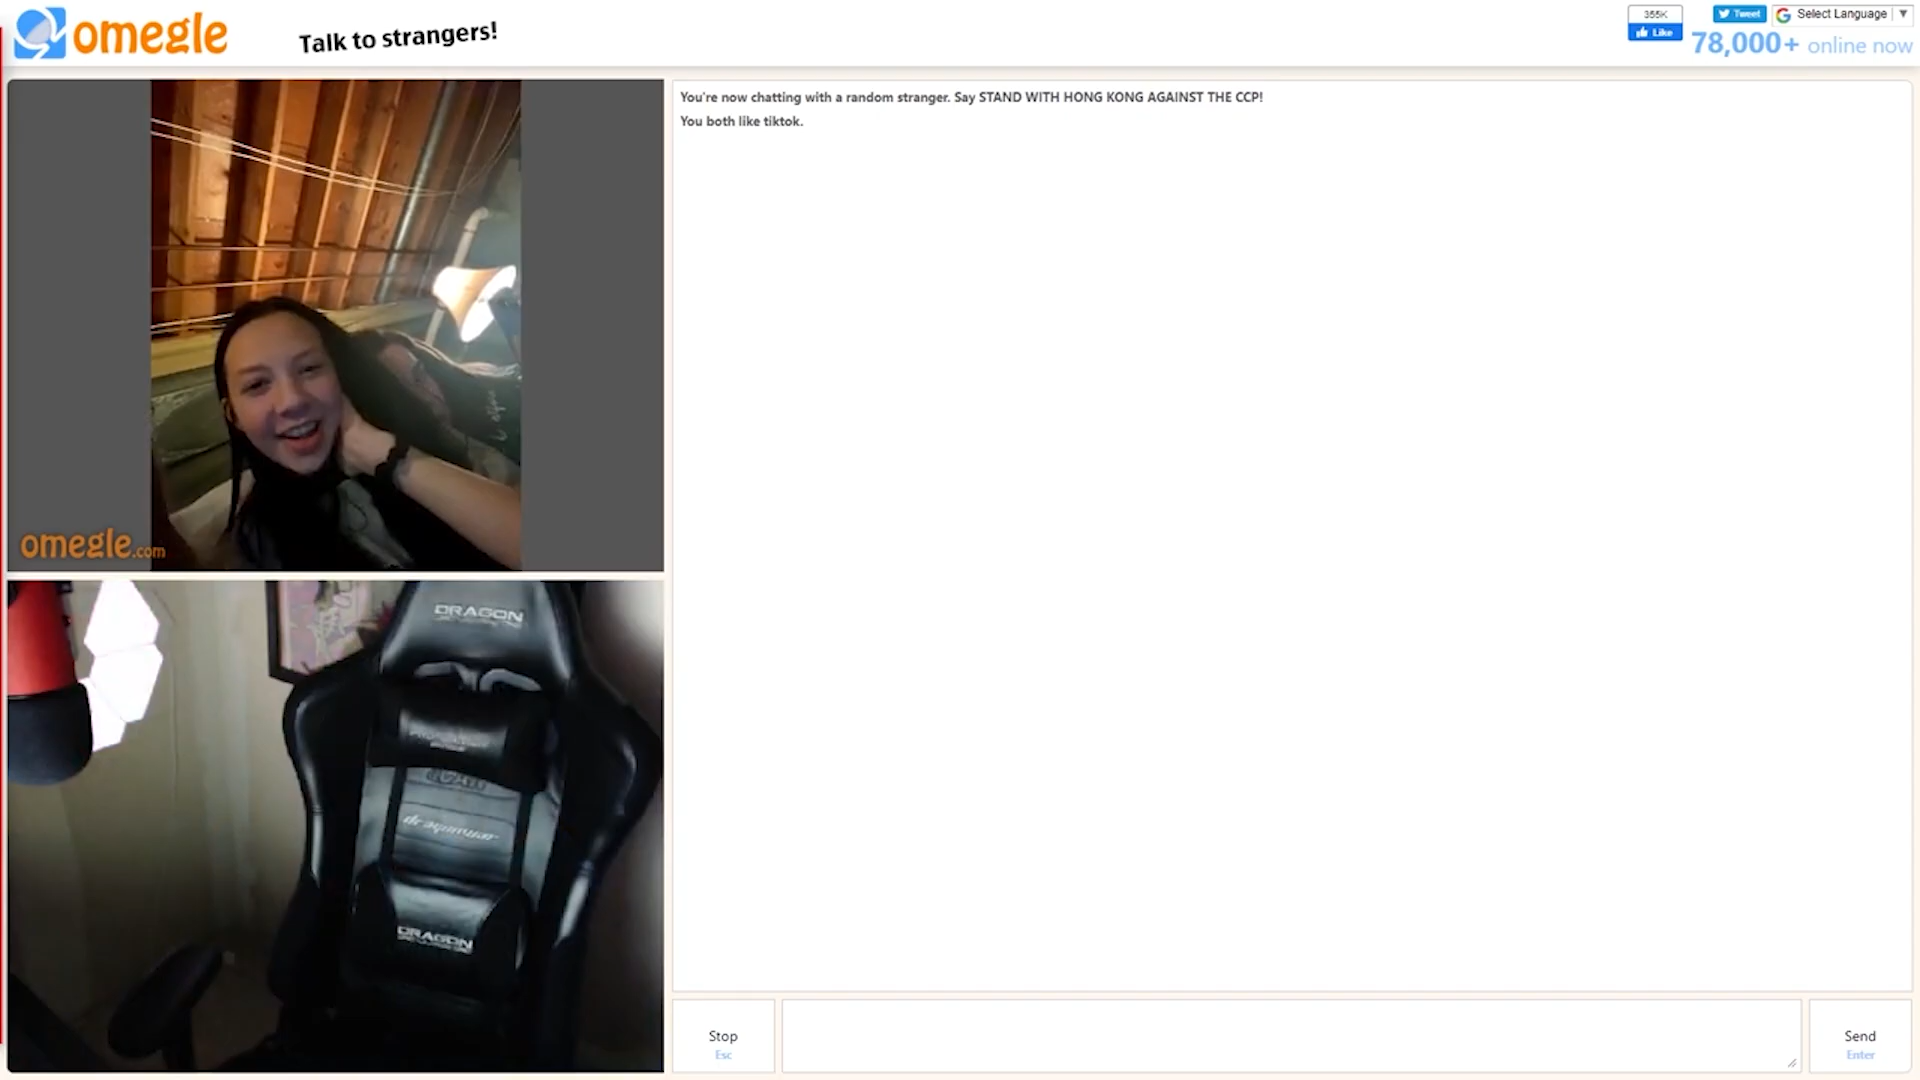 omegle
Talk to strangers!
355K
Like
Tweet
Select Language
78,000+ online now
You're now chatting with a random stranger. Say STAND WITH HONG KONG AGAINST THE CCP!
You both like tiktok.
omegle.com
DRAGON
DRAGON
Stop
Esc
Send
Enter